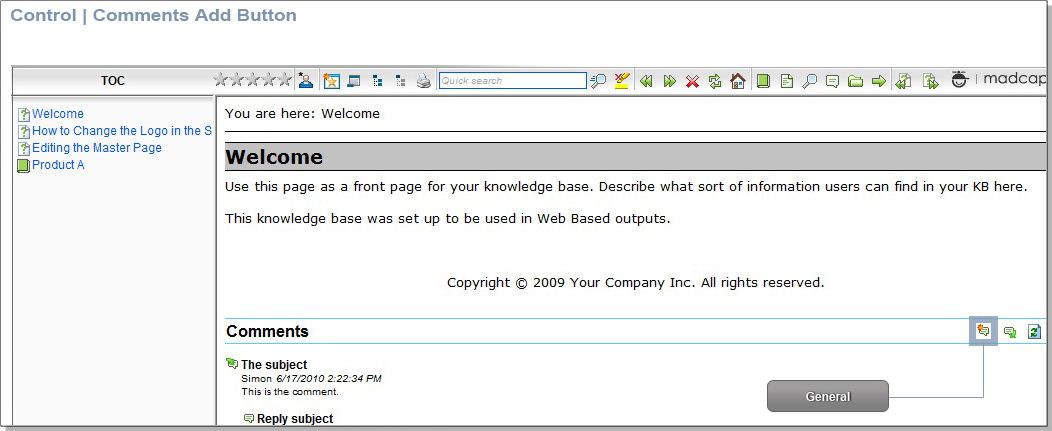 Control | Comments Add Button
TOC
Quick search
| madcap
Welcome
How to Change the Logo in the S
Editing the Master Page
Product A
You are here: Welcome
Welcome
Use this page as a front page for your knowledge base. Describe what sort of information users can find in your KB here.
This knowledge base was set up to be used in Web Based outputs.
Copyright © 2009 Your Company Inc. All rights reserved.
Comments
The subject
Simon 6/17/2010 2:22:34 PM
This is the comment.
General
Reply subject